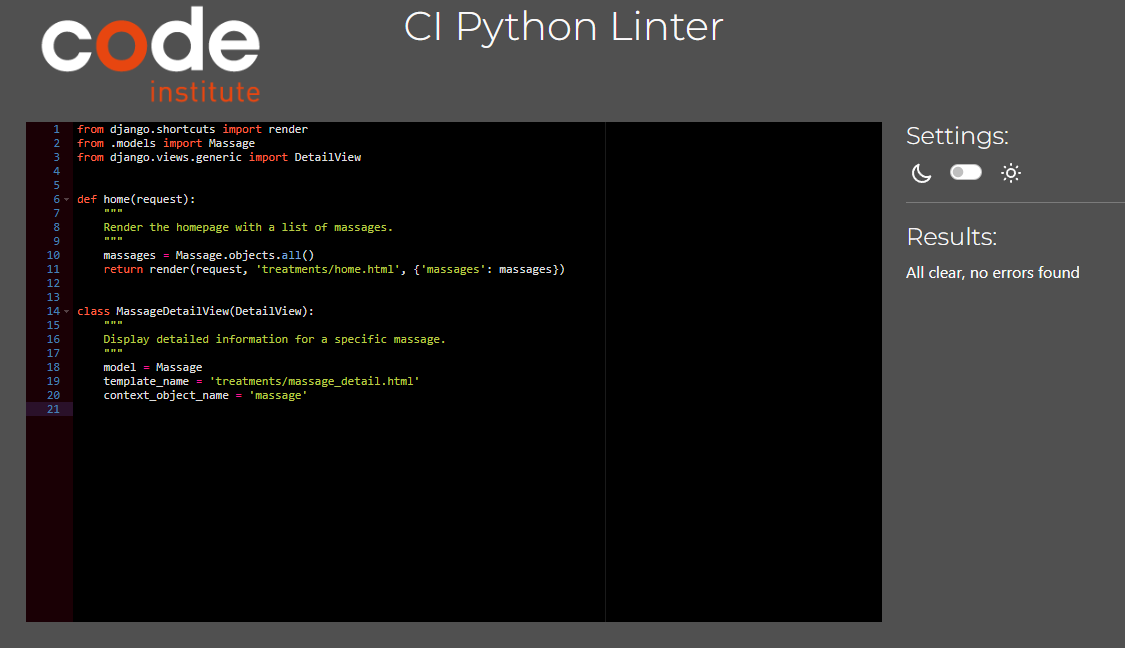 code
institute
CI Python Linter
1 from django.shortcuts import render
2 from .models import Massage
3 from django.views.generic import DetailView
4
5
6 def home(request):
7     """
8     Render the homepage with a list of massages.
9     """
10     massages = Massage.objects.all()
11     return render(request, 'treatments/home.html', {'massages': massages})
12
13
14 class MassageDetailView(DetailView):
15     """
16     Display detailed information for a specific massage.
17     """
18     model = Massage
19     template_name = 'treatments/massage_detail.html'
20     context_object_name = 'massage'
21
Settings:
Results:
All clear, no errors found